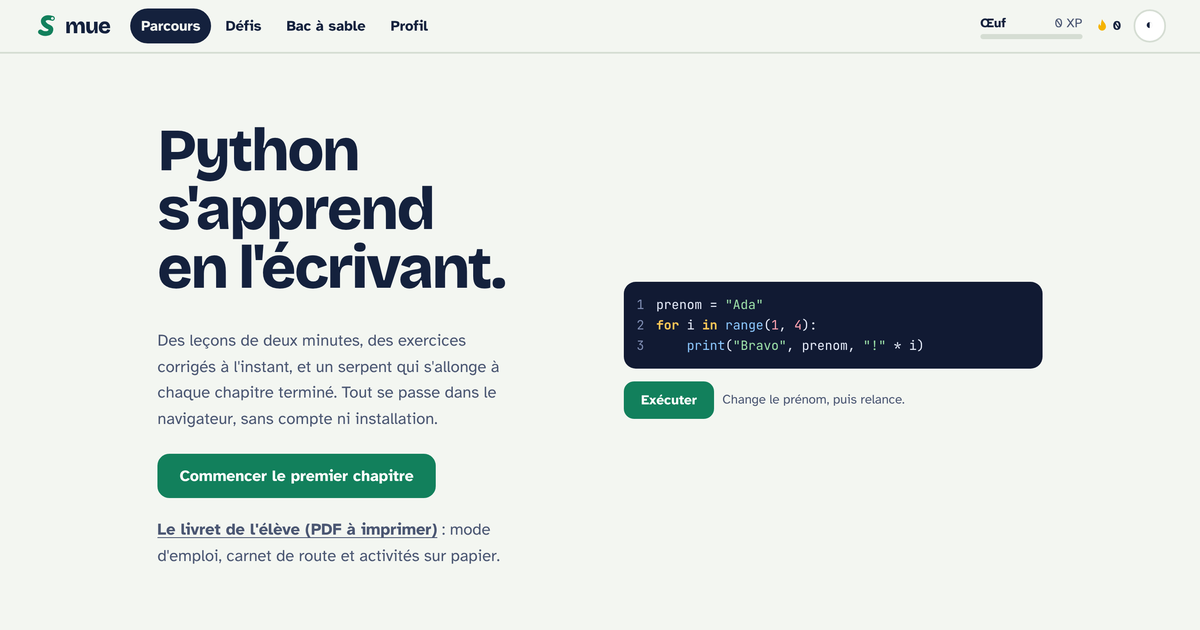 mue Parcours Défis Bac à sable Profil Œuf 0 XP 0
Python
s'apprend
en l'écrivant.
Des leçons de deux minutes, des exercices
corrigés à l'instant, et un serpent qui s'allonge à
chaque chapitre terminé. Tout se passe dans le
navigateur, sans compte ni installation.
Commencer le premier chapitre
Le livret de l'élève (PDF à imprimer) : mode
d'emploi, carnet de route et activités sur papier.
1 prenom = "Ada"
2 for i in range(1, 4):
3     print("Bravo", prenom, "!" * i)
Exécuter Change le prénom, puis relance.